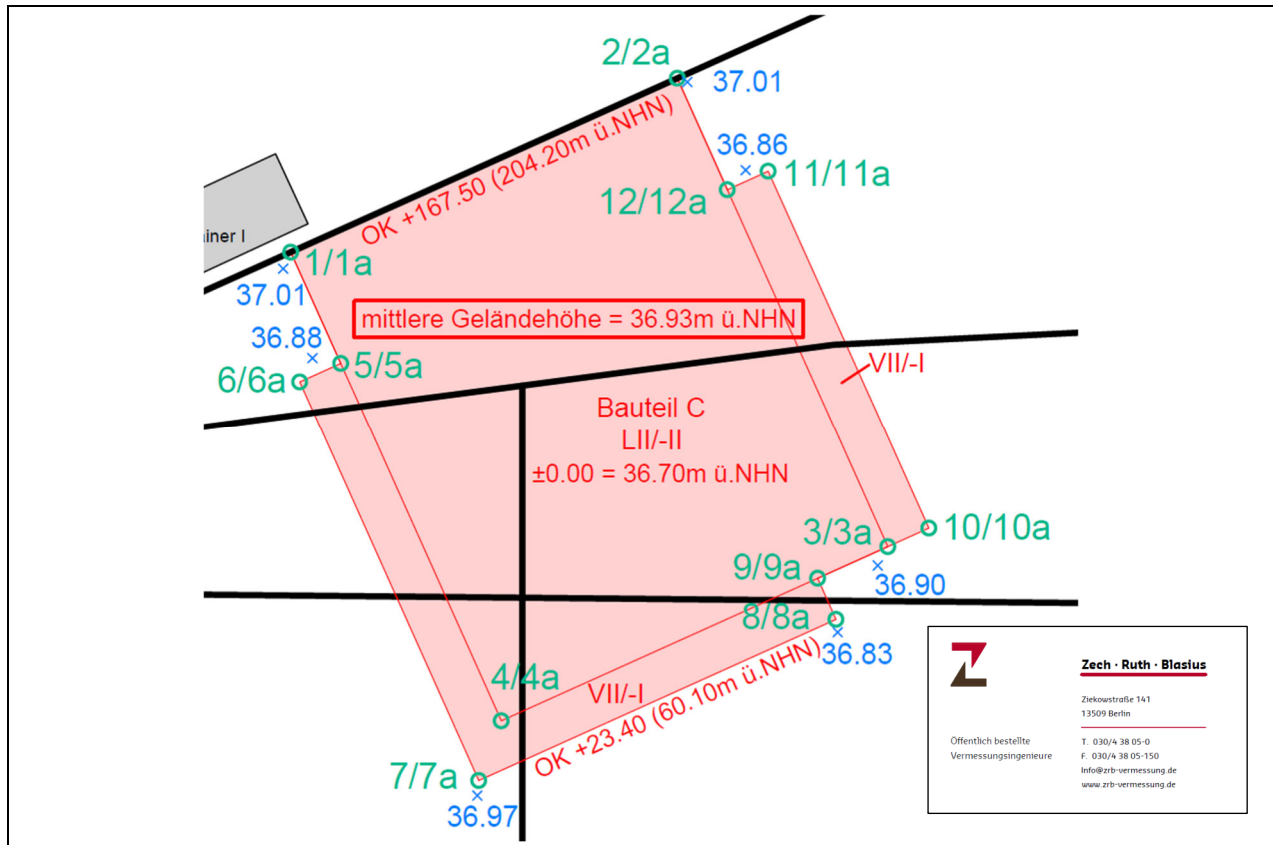 2/2a
37.01
OK +167.50 (204.20m ü.NHN)
36.86
11/11a
12/12a
iner I
1/1a
37.01
mittlere Geländehöhe = 36.93m ü.NHN
36.88
5/5a
6/6a
VII/-I
Bauteil C
LII/-II
±0.00 = 36.70m ü.NHN
3/3a
10/10a
9/9a
36.90
8/8a
36.83
4/4a
VII/-I
OK +23.40 (60.10m ü.NHN)
7/7a
36.97
Zech · Ruth · Blasius
Ziekowstraße 141
13509 Berlin
Öffentlich bestellte
Vermessungsingenieure
T. 030/4 38 05-0
F. 030/4 38 05-150
Info@zrb-vermessung.de
www.zrb-vermessung.de